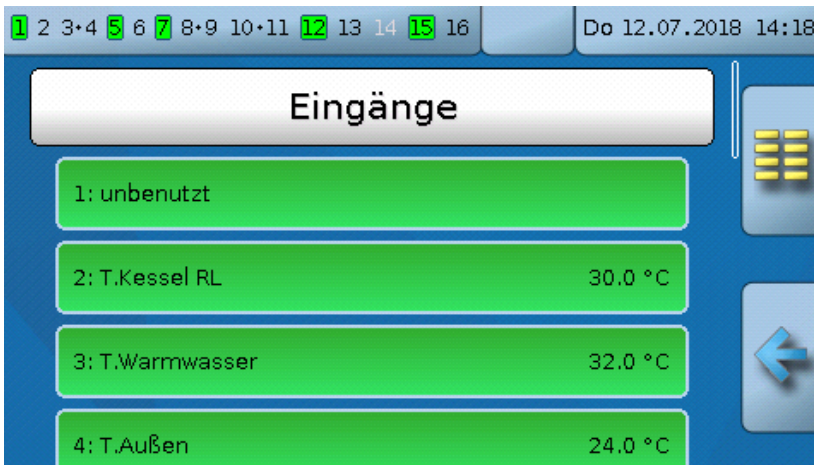 1 2 3·4 5 6 7 8·9 10·11 12 13 14 15 16 Do 12.07.2018 14:18
Eingänge
1: unbenutzt
2: T.Kessel RL 30.0 °C
3: T.Warmwasser 32.0 °C
4: T.Außen 24.0 °C